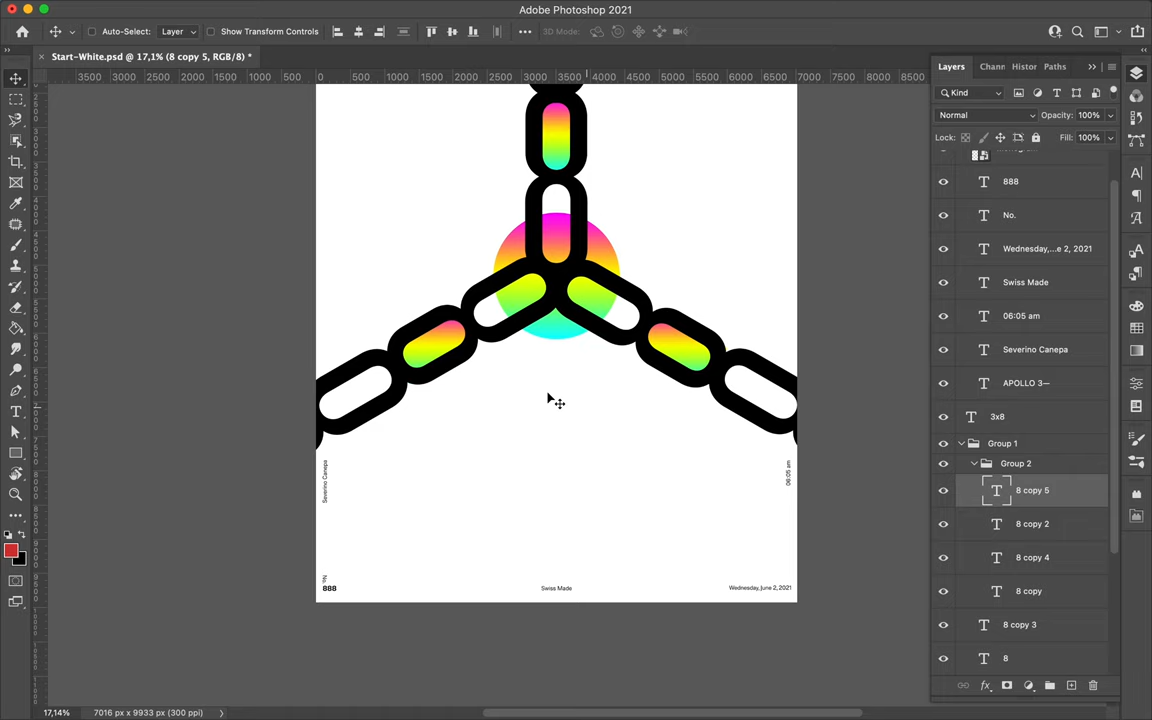 Adobe Photoshop 2021
Auto-Select: Layer Show Transform Controls 3D Mode:
Start-White.psd @ 17,1% (8 copy 5, RGB/8) *
3500 3000 2500 2000 1500 1000 500 0 500 1000 1500 2000 2500 3000 3500 4000 4500 5000 5500 6000 6500 7000 7500 8000 8500
Layers Chann Histor Paths
Kind
Normal Opacity: 100%
Lock: Fill: 100%
888
No.
Wednesday,...e 2, 2021
Swiss Made
06:05 am
Severino Canepa
APOLLO 3—
3x8
Group 1
Group 2
8 copy 5
8 copy 2
8 copy 4
8 copy
8 copy 3
8
Severino Canepa
06:05 am
No.
888
Swiss Made
Wednesday, June 2, 2021
17,14% 7016 px x 9933 px (300 ppi)